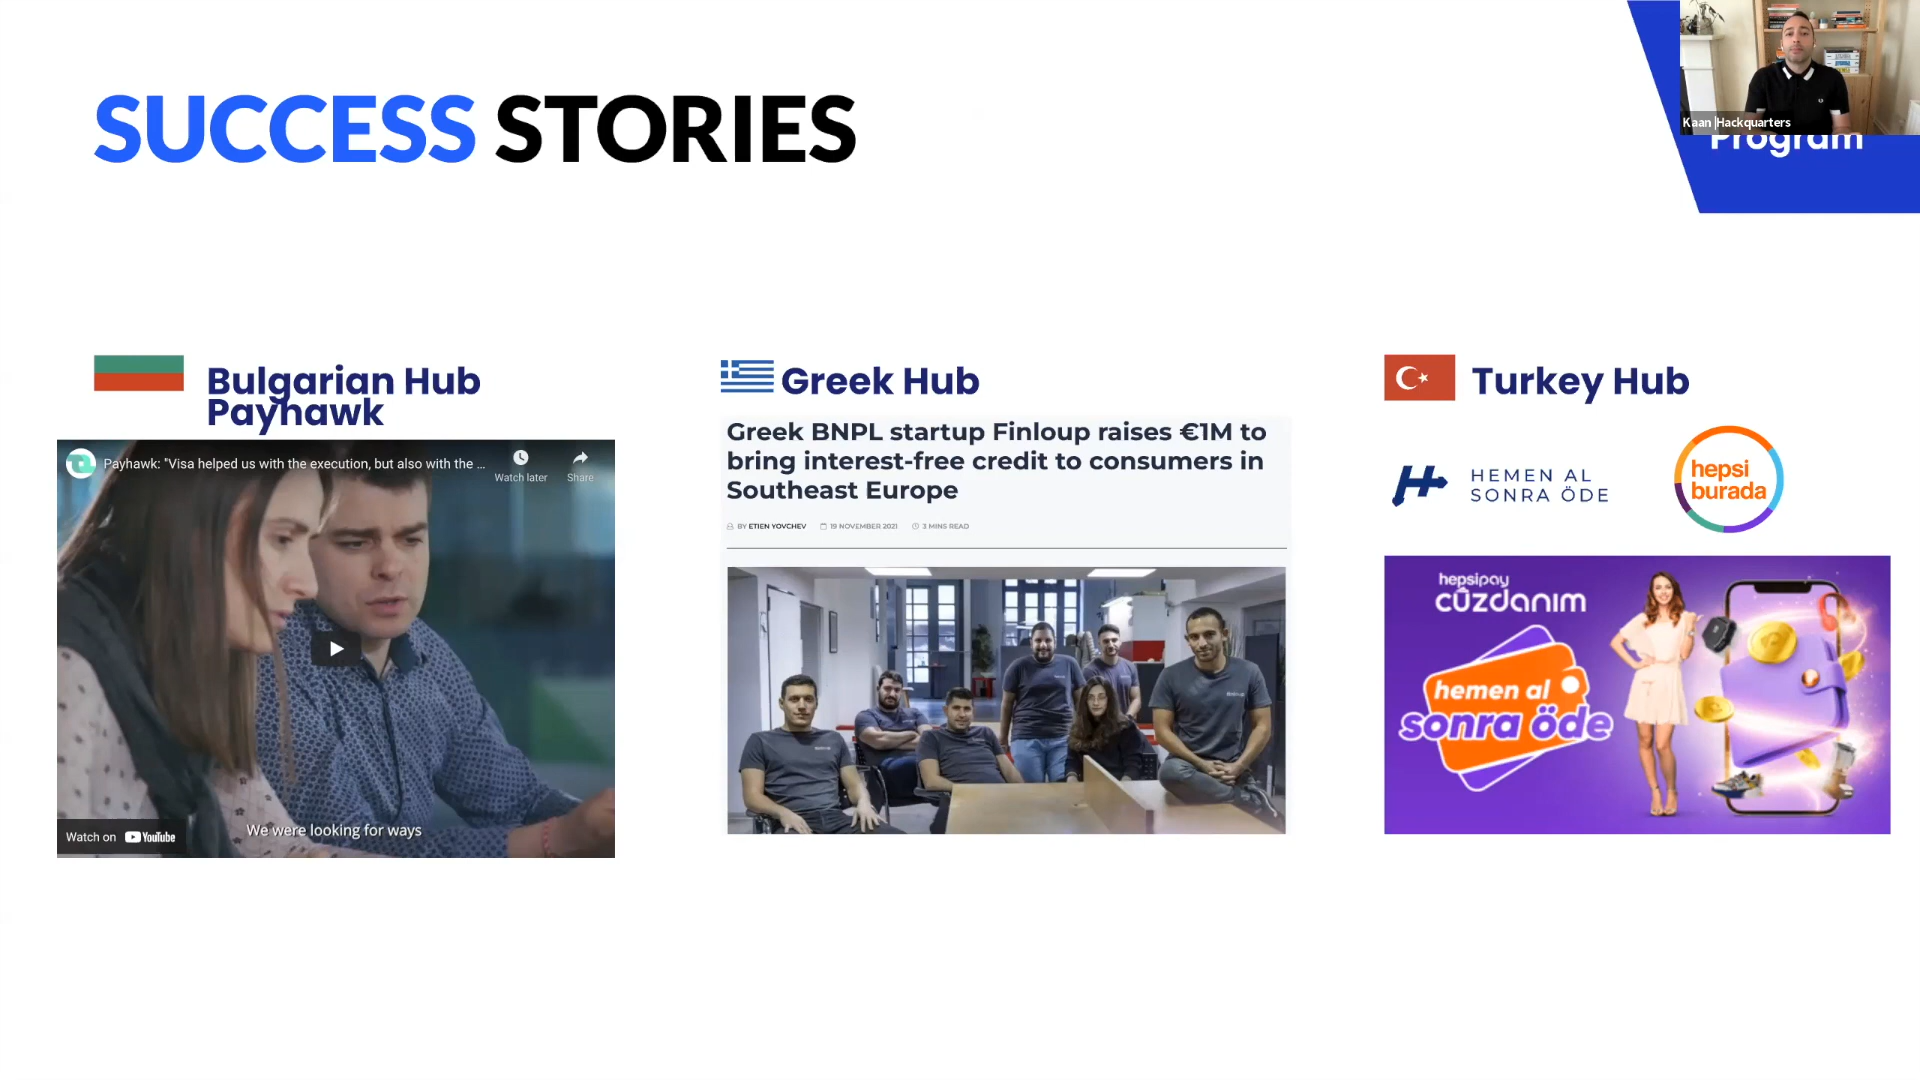 SUCCESS STORIES
Kaan | Hackquarters
Program
Bulgarian Hub
Payhawk
Payhawk: "Visa helped us with the execution, but also with the ...
Watch later
Share
We were looking for ways
Watch on YouTube
Greek Hub
Greek BNPL startup Finloup raises €1M to
bring interest-free credit to consumers in
Southeast Europe
BY ETIEN YOVCHEV 19 NOVEMBER 2021 3 MINS READ
Turkey Hub
HEMEN AL
SONRA ÖDE
hepsi
burada
hepsipay
cüzdanım
hemen al
sonra öde